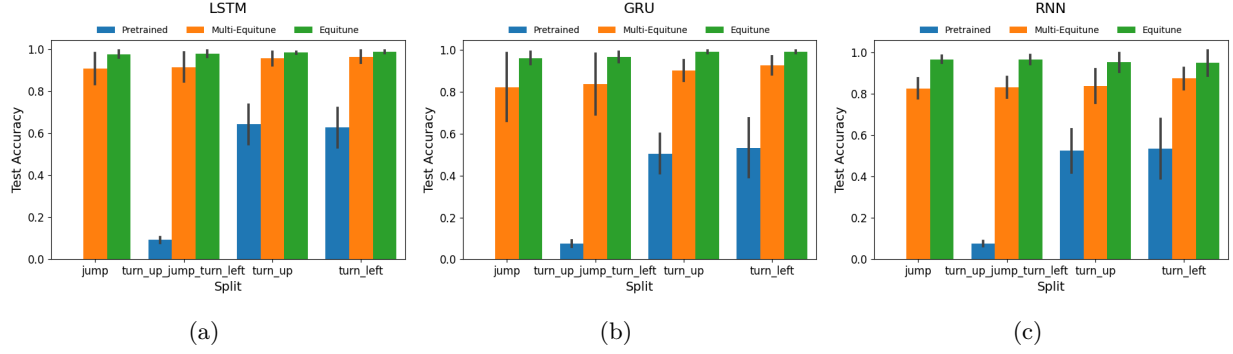 LSTM
Pretrained Multi-Equitune Equitune
Test Accuracy
1.0
0.8
0.6
0.4
0.2
0.0
jump turn_up_jump_turn_left turn_up turn_left
Split
(a)
GRU
Pretrained Multi-Equitune Equitune
Test Accuracy
1.0
0.8
0.6
0.4
0.2
0.0
jump turn_up_jump_turn_left turn_up turn_left
Split
(b)
RNN
Pretrained Multi-Equitune Equitune
Test Accuracy
1.0
0.8
0.6
0.4
0.2
0.0
jump turn_up_jump_turn_left turn_up turn_left
Split
(c)